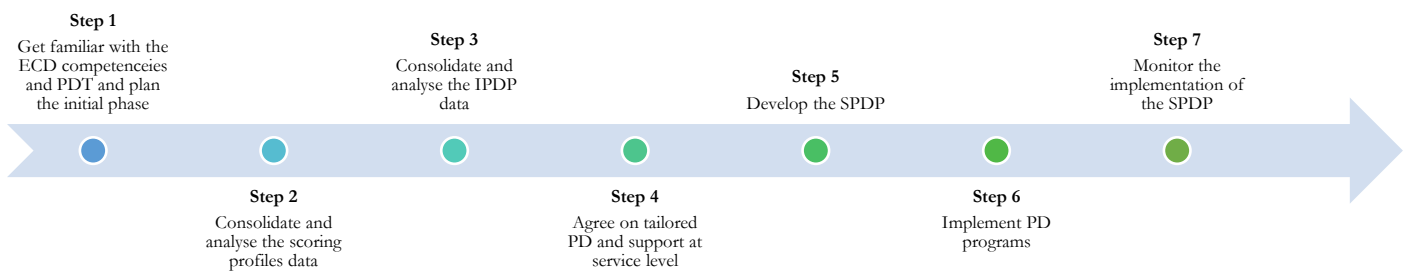 Step 1
Get familiar with the
ECD competenceies
and PDT and plan
the initial phase
Step 2
Consolidate and
analyse the scoring
profiles data
Step 3
Consolidate and
analyse the IPDP
data
Step 4
Agree on tailored
PD and support at
service level
Step 5
Develop the SPDP
Step 6
Implement PD
programs
Step 7
Monitor the
implementation of
the SPDP